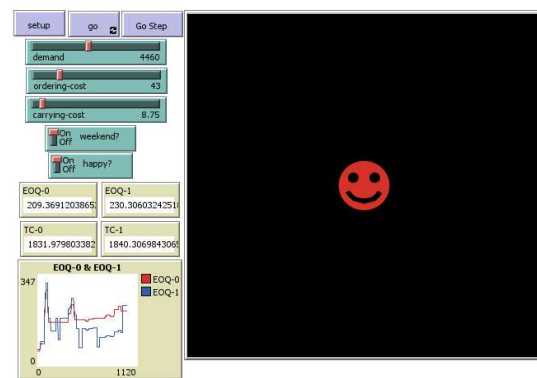 setup go Go Step
demand 4460
ordering-cost 43
carrying-cost 8.75
On
Off weekend?
On
Off happy?
EOQ-0 EOQ-1
209.3691203865 230.3060324251
TC-0 TC-1
1831.979803382 1840.306984306
EOQ-0 & EOQ-1
347
EOQ-0
EOQ-1
0
0 1120